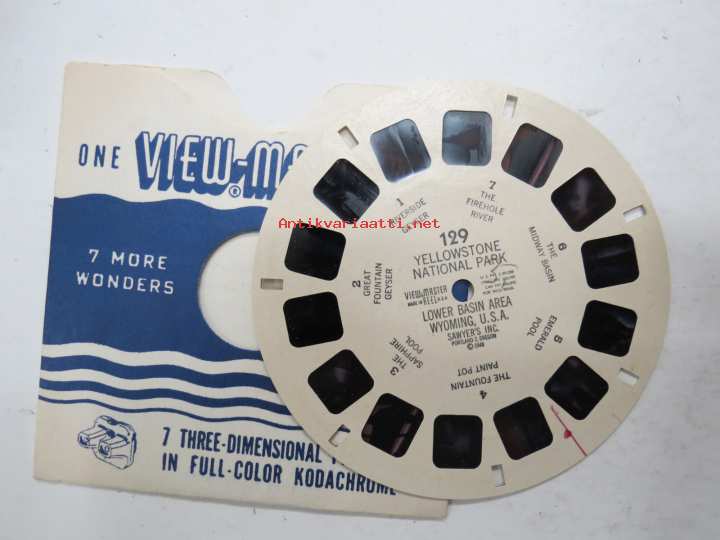 ONE VIEW-MA
®
7 MORE
WONDERS
7 THREE-DIMENSIONAL
IN FULL-COLOR KODACHROME
Antikvariaatti.net
129
YELLOWSTONE
NATIONAL PARK
VIEW-MASTER
REEL
LOWER BASIN AREA
WYOMING, U.S.A.
SAWYER'S INC.
PORTLAND 7, OREGON
© 1948
1
RIVERSIDE
GEYSER
2
GREAT
FOUNTAIN
GEYSER
3
THE
SAPPHIRE
POOL
4
THE FOUNTAIN
PAINT POT
5
EMERALD
POOL
6
THE
MIDWAY BASIN
7
THE
FIREHOLE
RIVER